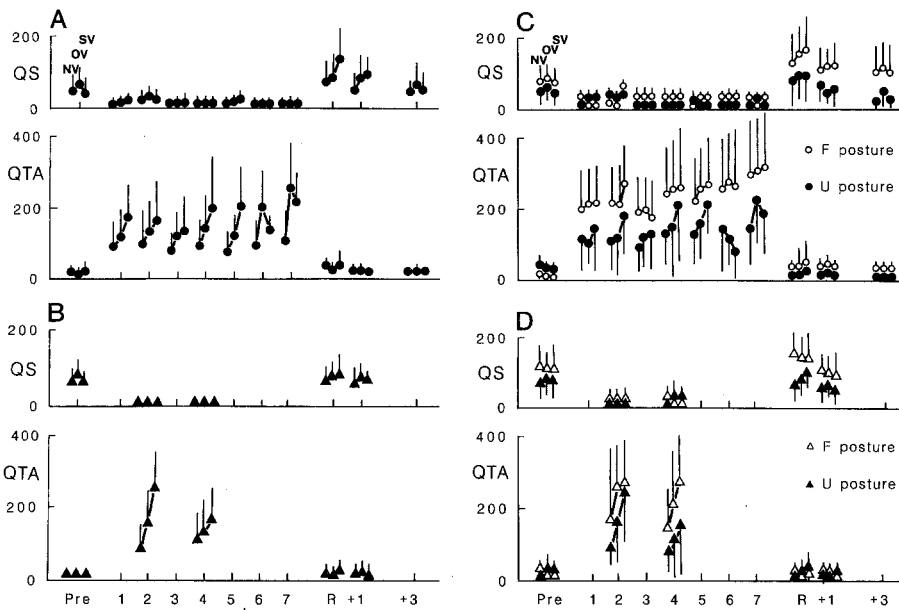 A
SV
OV
NV
200
QS
0
400
QTA
200
0
B
200
QS
0
400
QTA
200
0
Pre 1 2 3 4 5 6 7 R +1 +3
C
SV
OV
NV
200
QS
0
400
QTA
200
0
F posture
U posture
D
200
QS
0
400
QTA
200
0
F posture
U posture
Pre 1 2 3 4 5 6 7 R +1 +3